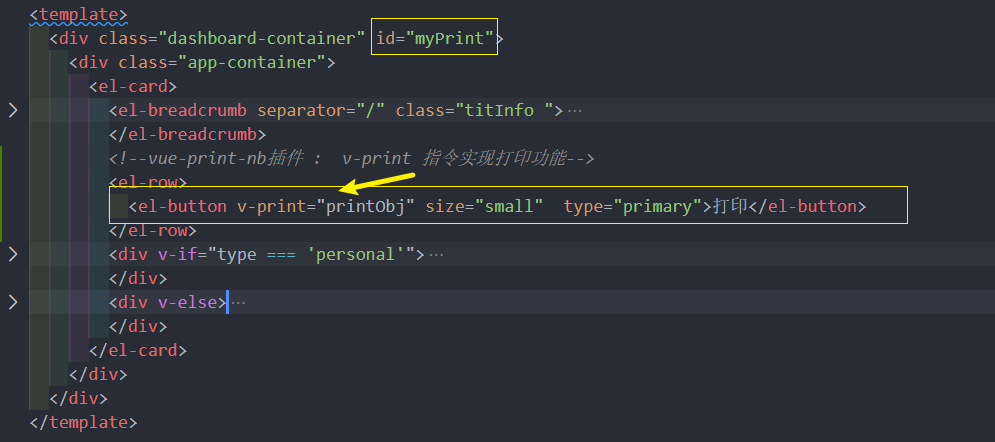 <template>
<div class="dashboard-container" id="myPrint">
<div class="app-container">
<el-card>
<el-breadcrumb separator="/" class="titInfo ">···
</el-breadcrumb>
<!--vue-print-nb插件 : v-print 指令实现打印功能-->
<el-row>
<el-button v-print="printObj" size="small"  type="primary">打印</el-button>
</el-row>
<div v-if="type === 'personal'">···
</div>
<div v-else>···
</div>
</el-card>
</div>
</div>
</template>